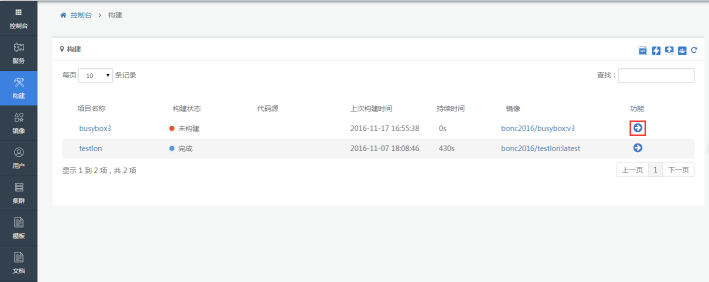 控制台
服务
构建
镜像
用户
集群
模板
文档
控制台 > 构建
构建
每页 10 条记录
查找：
项目名称 构建状态 代码源 上次构建时间 持续时间 镜像 功能
busybox3 未构建 2016-11-17 16:55:38 0s bonc2016/busybox:v3
testlon 完成 2016-11-07 18:08:46 430s bonc2016/testlon:latest
显示 1 到 2 项，共 2 项
上一页 1 下一页